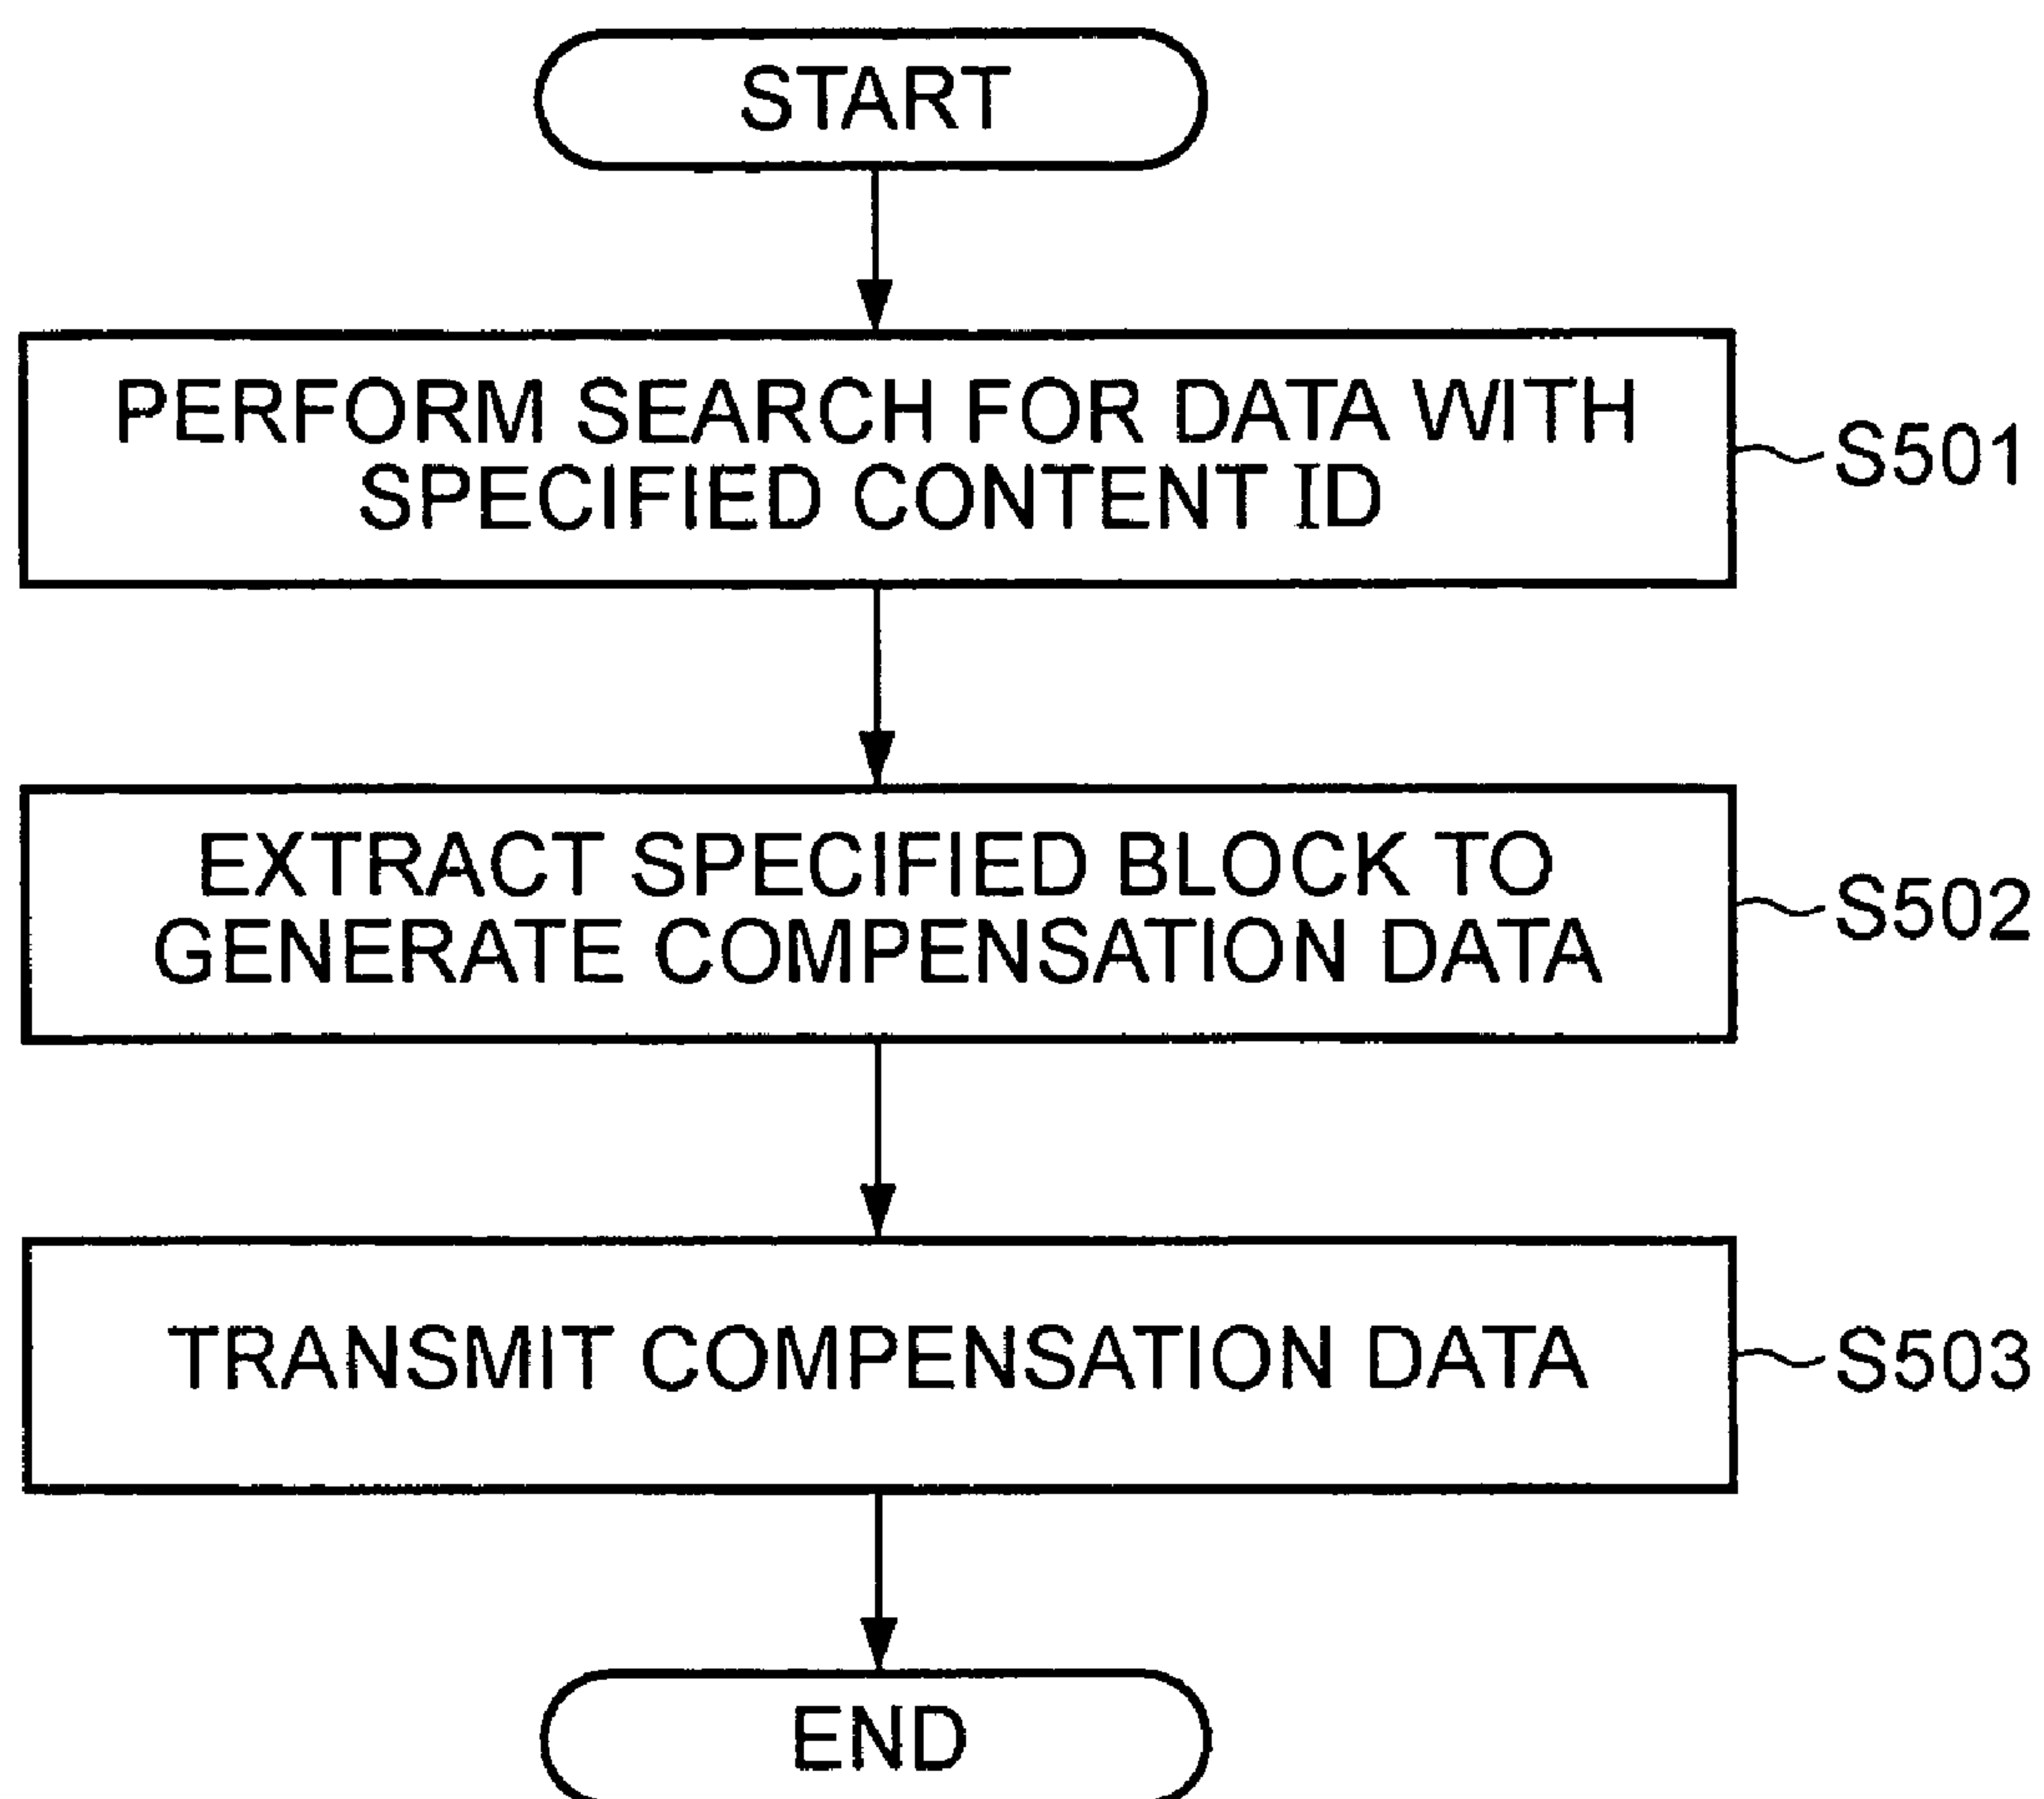 START
PERFORM SEARCH FOR DATA WITH
SPECIFIED CONTENT ID
S501
EXTRACT SPECIFIED BLOCK TO
GENERATE COMPENSATION DATA
S502
TRANSMIT COMPENSATION DATA
S503
END